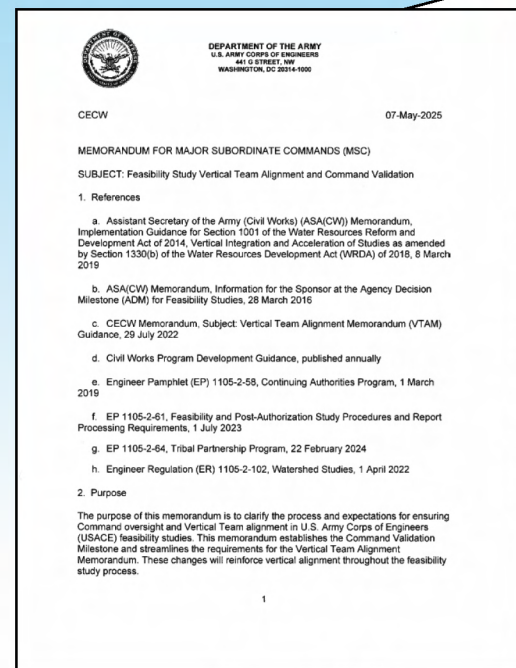 DEPARTMENT OF THE ARMY
U.S. ARMY CORPS OF ENGINEERS
441 G STREET, NW
WASHINGTON, DC 20314-1000
CECW 07-May-2025
MEMORANDUM FOR MAJOR SUBORDINATE COMMANDS (MSC)
SUBJECT: Feasibility Study Vertical Team Alignment and Command Validation
1. References
a. Assistant Secretary of the Army (Civil Works) (ASA(CW)) Memorandum,
Implementation Guidance for Section 1001 of the Water Resources Reform and
Development Act of 2014, Vertical Integration and Acceleration of Studies as amended
by Section 1330(b) of the Water Resources Development Act (WRDA) of 2018, 8 March
2019
b. ASA(CW) Memorandum, Information for the Sponsor at the Agency Decision
Milestone (ADM) for Feasibility Studies, 28 March 2016
c. CECW Memorandum, Subject: Vertical Team Alignment Memorandum (VTAM)
Guidance, 29 July 2022
d. Civil Works Program Development Guidance, published annually
e. Engineer Pamphlet (EP) 1105-2-58, Continuing Authorities Program, 1 March
2019
f. EP 1105-2-61, Feasibility and Post-Authorization Study Procedures and Report
Processing Requirements, 1 July 2023
g. EP 1105-2-64, Tribal Partnership Program, 22 February 2024
h. Engineer Regulation (ER) 1105-2-102, Watershed Studies, 1 April 2022
2. Purpose
The purpose of this memorandum is to clarify the process and expectations for ensuring
Command oversight and Vertical Team alignment in U.S. Army Corps of Engineers
(USACE) feasibility studies. This memorandum establishes the Command Validation
Milestone and streamlines the requirements for the Vertical Team Alignment
Memorandum. These changes will reinforce vertical alignment throughout the feasibility
study process.
1